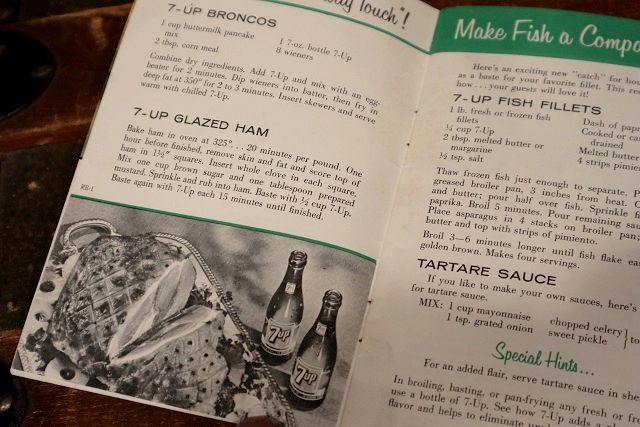 Touch"!
7-UP BRONCOS
1 cup buttermilk pancake 1 7-oz. bottle 7-Up
mix 8 wieners
2 tbsp. corn meal
Combine dry ingredients. Add 7-Up and mix with an egg-
beater for 2 minutes. Dip wieners into batter, then fry in
deep fat at 350° for 2 to 3 minutes. Insert skewers and serve
warm with chilled 7-Up.
7-UP GLAZED HAM
Bake ham in oven at 325°...20 minutes per pound. One
hour before finished, remove skin and fat and score top of
ham in 1½" squares. Insert whole clove in each square.
Mix one cup brown sugar and one tablespoon prepared
mustard. Sprinkle and rub into ham. Baste with ½ cup 7-Up.
Baste again with 7-Up each 15 minutes until finished.
RE-1
7UP
7UP
Make Fish a Compa
Here's an exciting new "catch" for
as a baste for your favorite fillet. This
how...your guests will love it!
7-UP FISH FILLETS
1 lb. fresh or frozen fish Dash of
fillets Cooked or
¼ cup 7-Up
2 tbsp. melted butter or Melted butter
margarine 4 strips
½ tsp. salt
Thaw frozen fish just enough to separate.
greased broiler pan, 3 inches from heat.
and butter; pour half over fish. Sprinkle
paprika. Broil 5 minutes. Pour remaining
Place asparagus in 4 stacks on broiler pan;
butter and top with strips of pimiento.
Broil 3–6 minutes longer until fish flake
golden brown. Makes four servings.
TARTARE SAUCE
If you like to make your own sauces, here's
for tartare sauce.
MIX: 1 cup mayonnaise chopped celery
1 tsp. grated onion sweet pickle } to
Special Hints...
For an added flair, serve tartare sauce in
In broiling, basting, or pan-frying any fresh or
use a bottle of 7-Up. See how 7-Up adds a
flavor and helps to eliminate